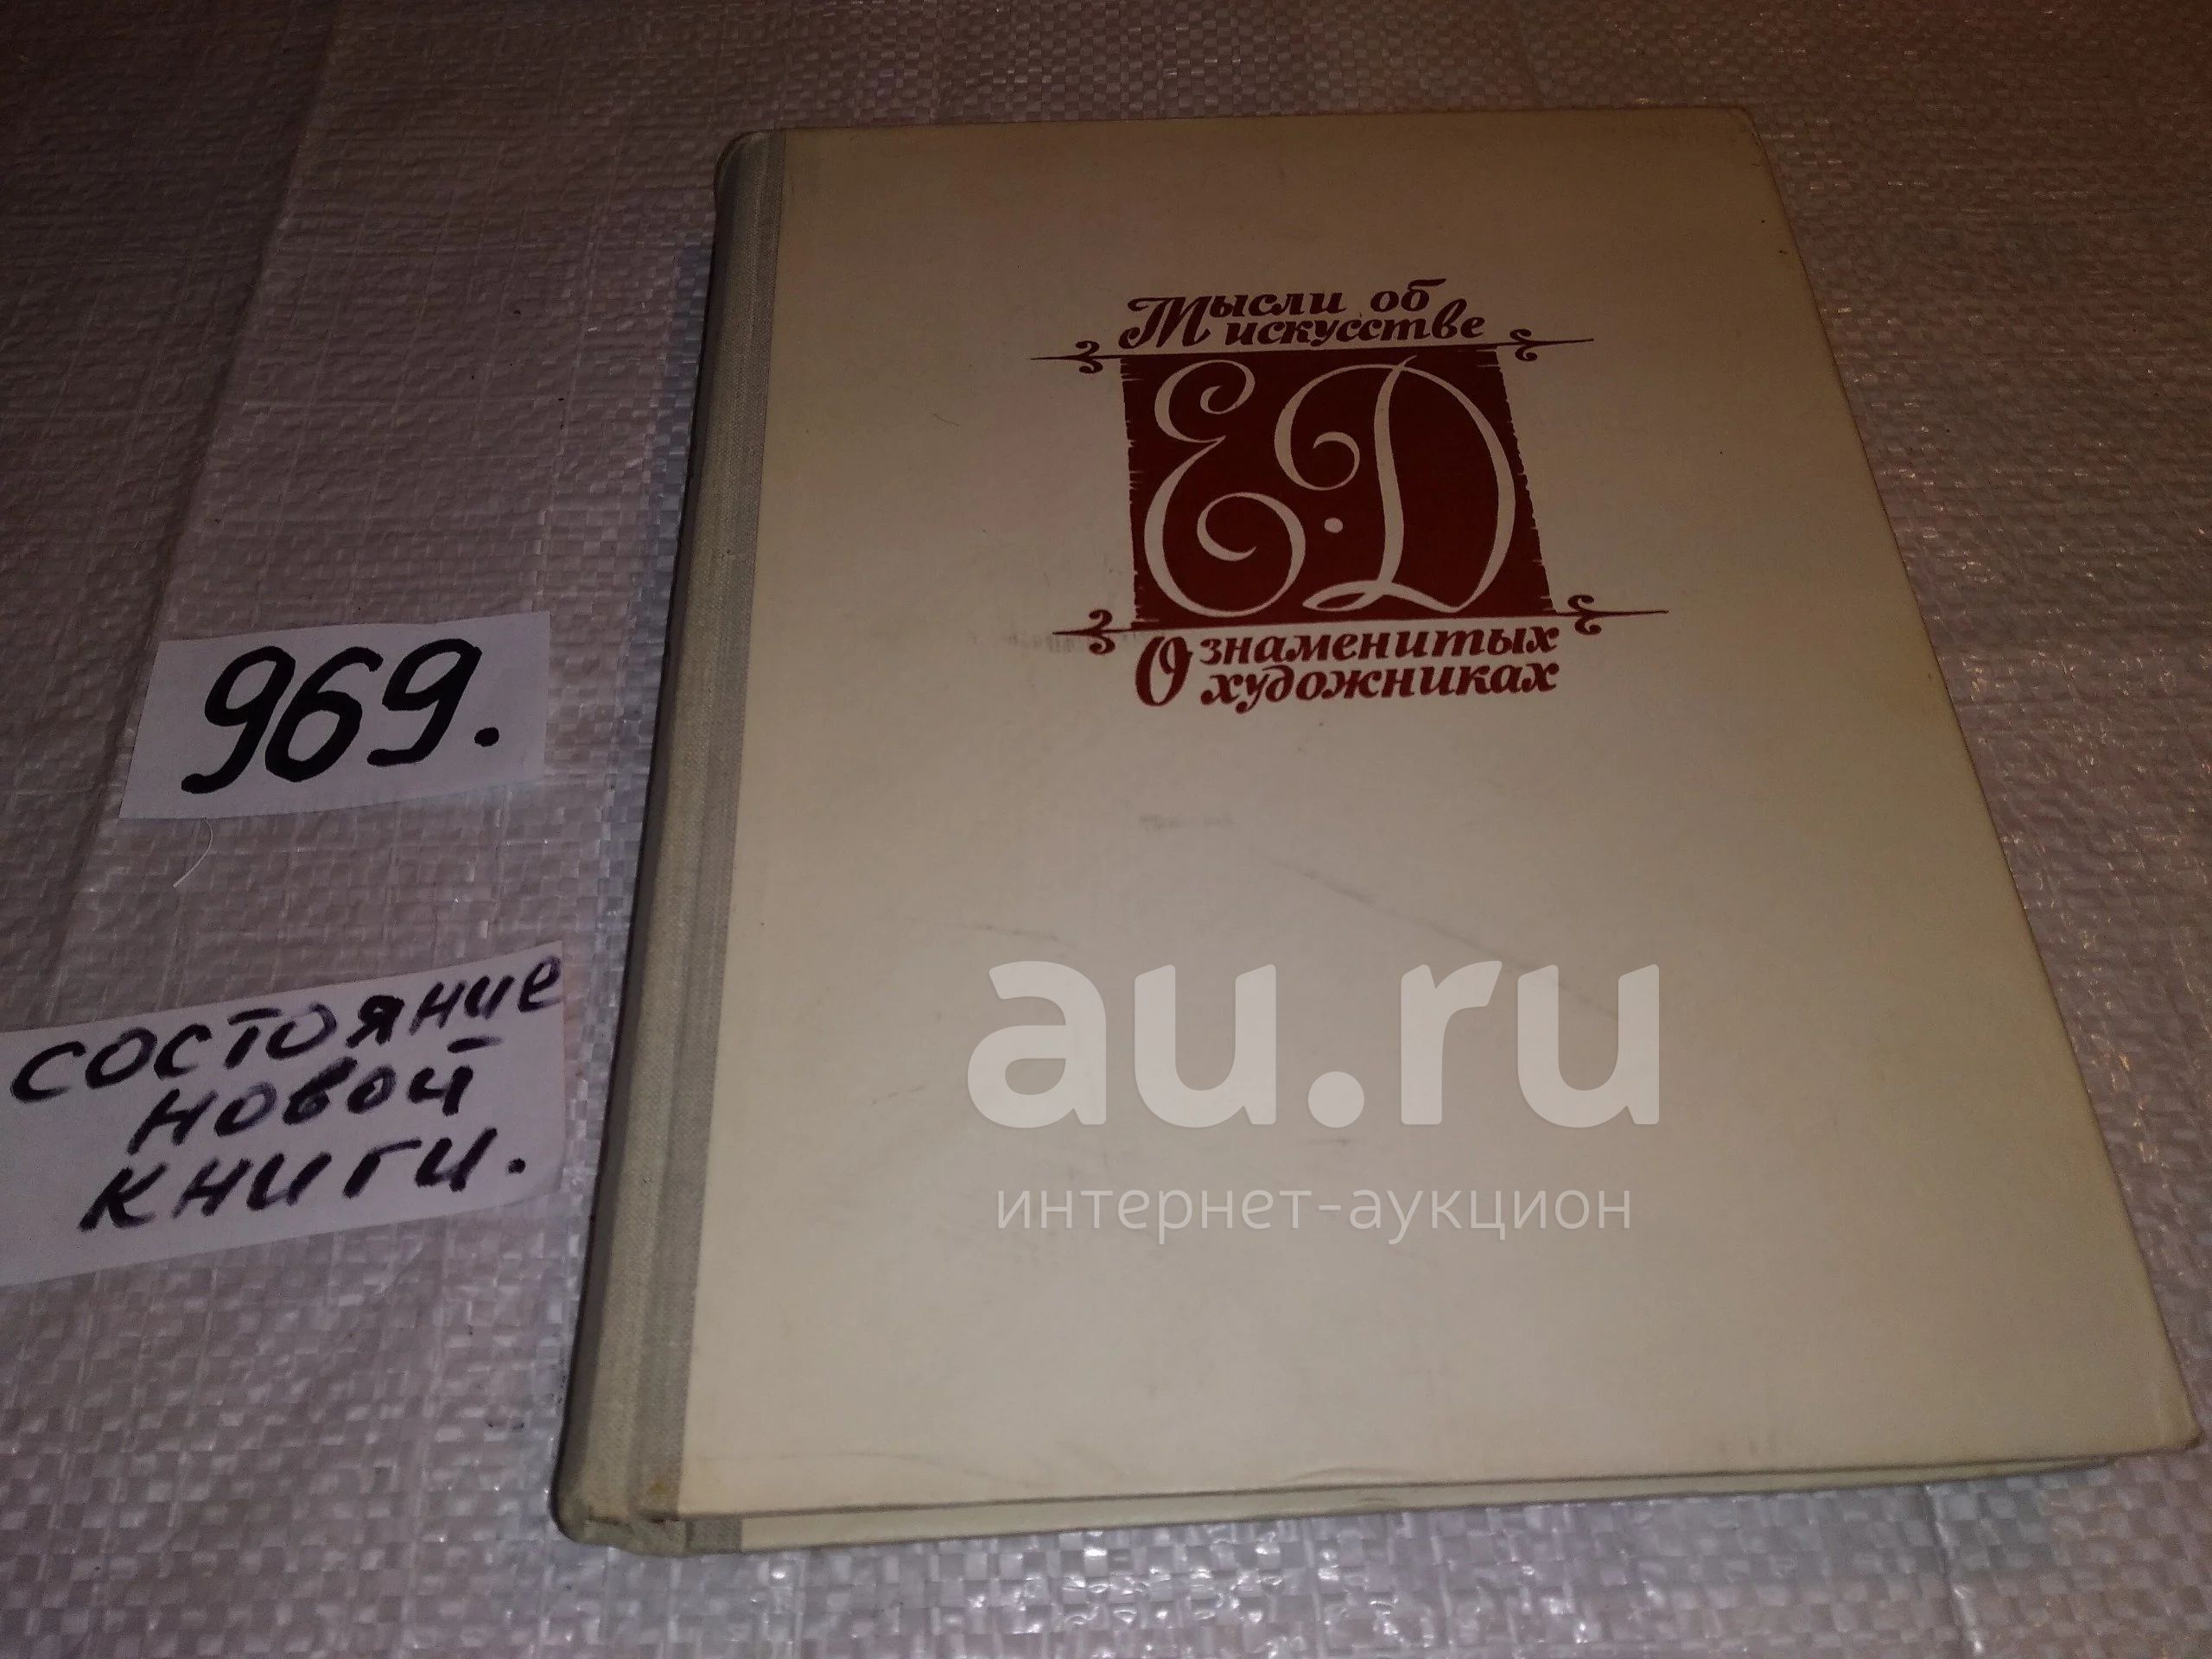 Мысли об
искусстве
E.D
О знаменитых
художниках
969.
состояние
новой
книги.
au.ru
интернет-аукцион